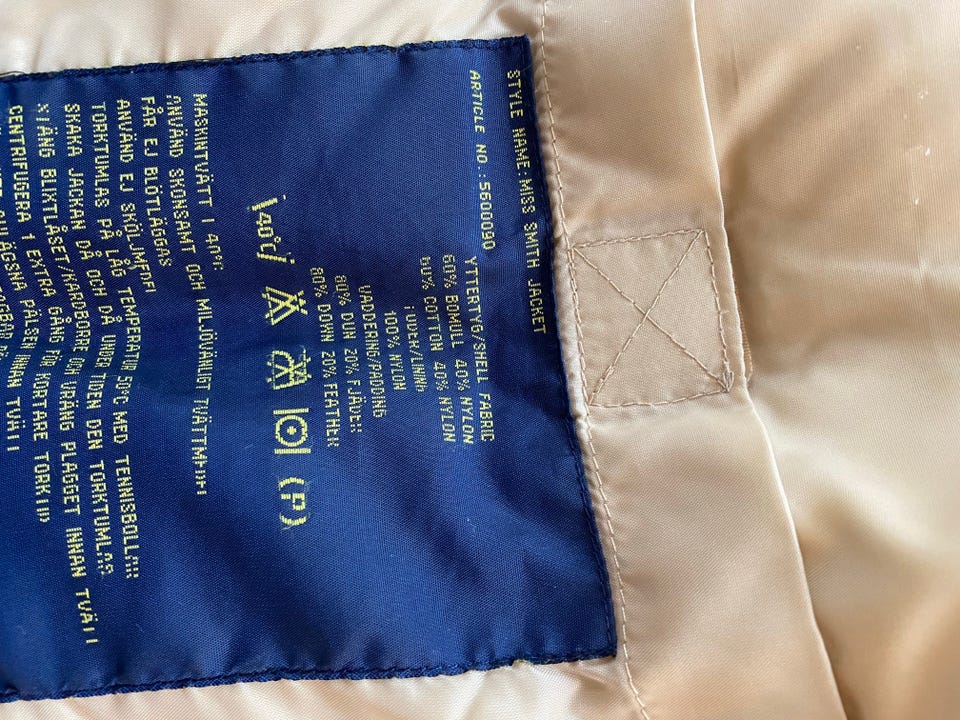 STYLE NAME: MISS SMITH JACKET
ARTICLE NO.: 5600090
YTTERTYG/SHELL FABRIC
60% BOMULL 40% NYLON
60% COTTON 40% NYLON
FODER/LINING
100% NYLON
VADDERING/PADDING
80% DUN 20% FJÄDER
80% DOWN 20% FEATHER
40°C
(P)
MASKINTVÄTT I 40°C
ANVÄND SKONSAMT OCH MILJÖVÄNLIGT TVÄTTMEDEL
FÅR EJ BLÖTLÄGGAS
ANVÄND EJ SKÖLJMEDEL
TORKTUMLAS PÅ LÅG TEMPERATUR 50°C MED TENNISBOLLAR
SKAKA JACKAN DÅ OCH DÅ UNDER TIDEN DEN TORKTUMLAS
STÄNG BLIXTLÅSET/KARDBORRE OCH VRÄNG PLAGGET INNAN TVÄTT
CENTRIFUGERA 1 EXTRA GÅNG FÖR KORTARE TORKTID
AVLÄGSNA PÄLSEN INNAN TVÄTT